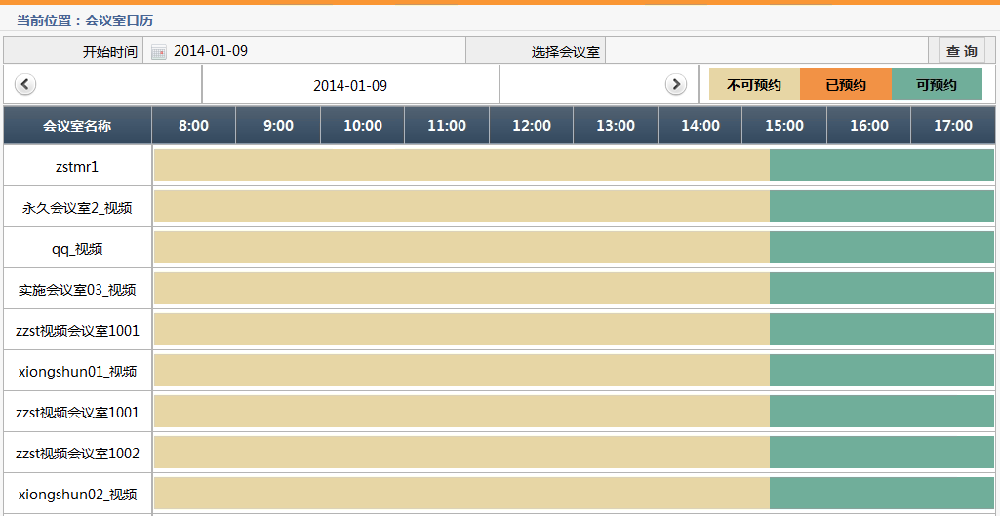 当前位置：会议室日历
开始时间 2014-01-09 选择会议室 查 询
2014-01-09 不可预约 已预约 可预约
会议室名称 8:00 9:00 10:00 11:00 12:00 13:00 14:00 15:00 16:00 17:00
zstmr1
永久会议室2_视频
qq_视频
实施会议室03_视频
zzst视频会议室1001
xiongshun01_视频
zzst视频会议室1001
zzst视频会议室1002
xiongshun02_视频